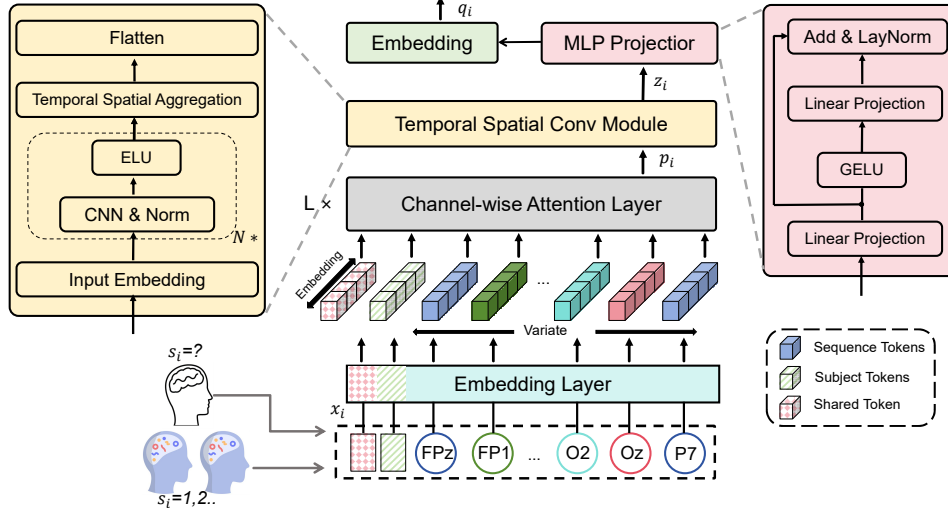 Flatten
Temporal Spatial Aggregation
ELU
CNN & Norm
N *
Input Embedding
q_i
Embedding
MLP Projectior
z_i
Temporal Spatial Conv Module
p_i
L ×
Channel-wise Attention Layer
Embedding
...
Variate
Embedding Layer
x_i
FPz
FP1
...
O2
Oz
P7
s_i=?
s_i=1,2..
Add & LayNorm
Linear Projection
GELU
Linear Projection
Sequence Tokens
Subject Tokens
Shared Token